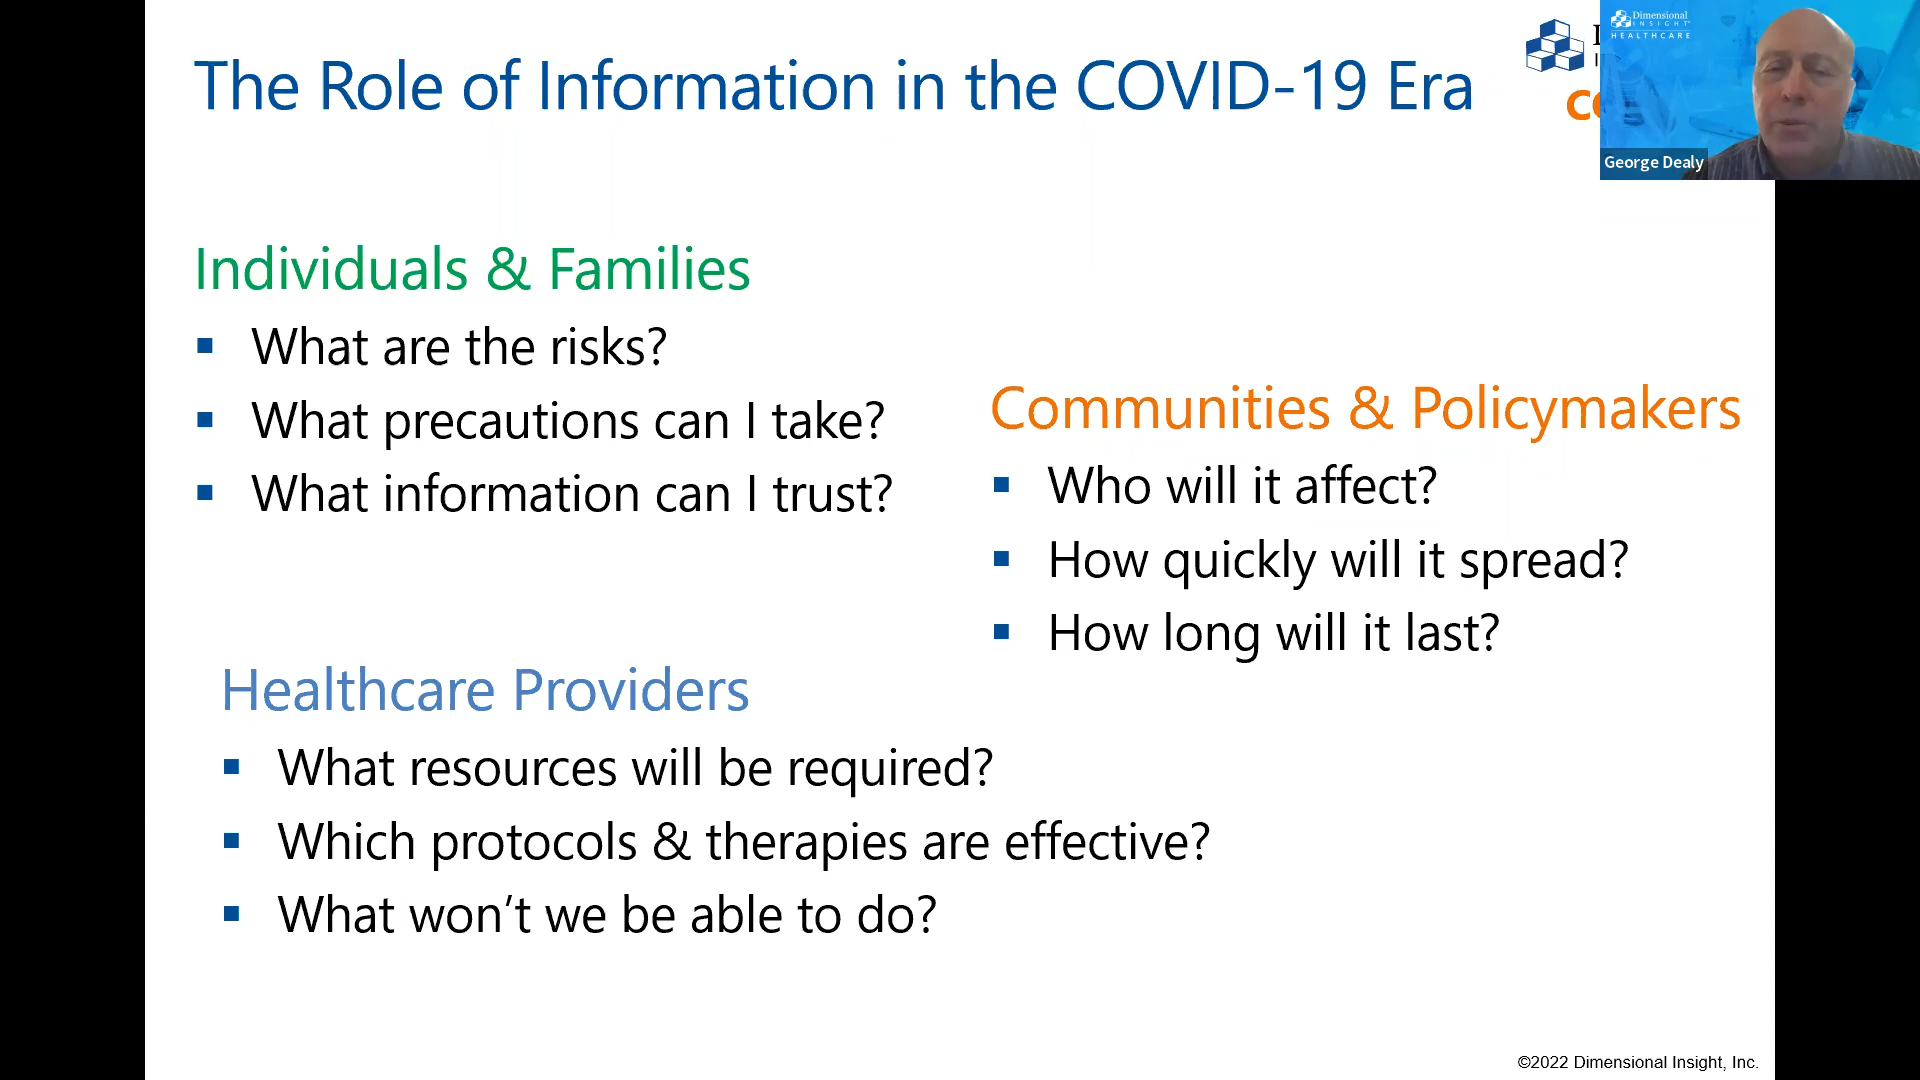 The Role of Information in the COVID-19 Era
Dimensional
INSIGHT
HEALTHCARE
George Dealy
Individuals & Families
▪ What are the risks?
▪ What precautions can I take?
▪ What information can I trust?
Communities & Policymakers
▪ Who will it affect?
▪ How quickly will it spread?
▪ How long will it last?
Healthcare Providers
▪ What resources will be required?
▪ Which protocols & therapies are effective?
▪ What won’t we be able to do?
©2022 Dimensional Insight, Inc.